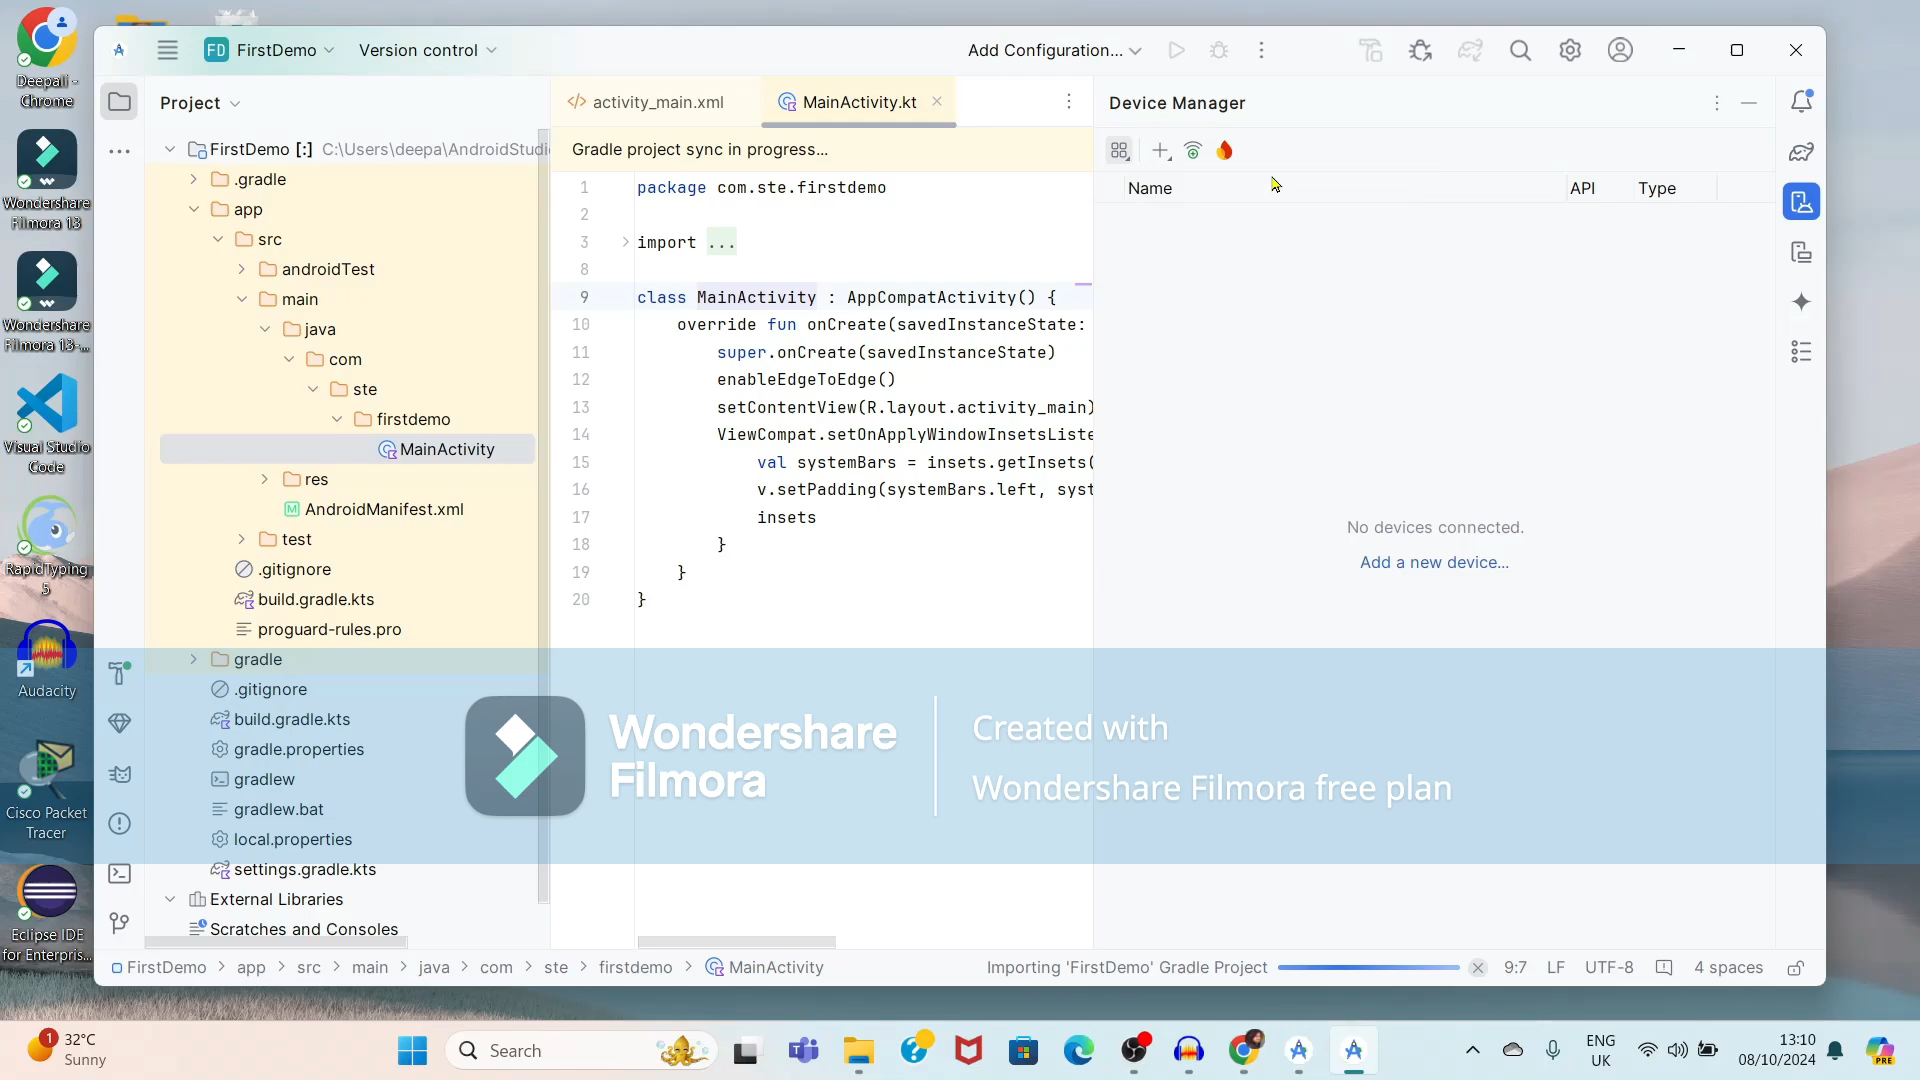 Deepali -
Chrome
Wondershare
Filmora 13
Wondershare
Filmora 13-...
Visual Studio
Code
RapidTyping
5
Audacity
Cisco Packet
Tracer
Eclipse IDE
for Enterpris...
FD FirstDemo Version control
Add Configuration...
Project
FirstDemo [:] C:\Users\deepa\AndroidStudi
.gradle
app
src
androidTest
main
java
com
ste
firstdemo
MainActivity
res
AndroidManifest.xml
test
.gitignore
build.gradle.kts
proguard-rules.pro
gradle
.gitignore
build.gradle.kts
gradle.properties
gradlew
gradlew.bat
local.properties
settings.gradle.kts
External Libraries
Scratches and Consoles
activity_main.xml MainActivity.kt
Gradle project sync in progress...
1 package com.ste.firstdemo
2
3 import ...
8
9 class MainActivity : AppCompatActivity() {
10 override fun onCreate(savedInstanceState:
11 super.onCreate(savedInstanceState)
12 enableEdgeToEdge()
13 setContentView(R.layout.activity_main)
14 ViewCompat.setOnApplyWindowInsetsListe
15 val systemBars = insets.getInsets(
16 v.setPadding(systemBars.left, syst
17 insets
18 }
19 }
20 }
Device Manager
Name API Type
No devices connected.
Add a new device...
Wondershare
Filmora
Created with
Wondershare Filmora free plan
FirstDemo > app > src > main > java > com > ste > firstdemo > MainActivity
Importing 'FirstDemo' Gradle Project 9:7 LF UTF-8 4 spaces
1
32°C
Sunny
Search
ENG
UK
13:10
08/10/2024
PRE